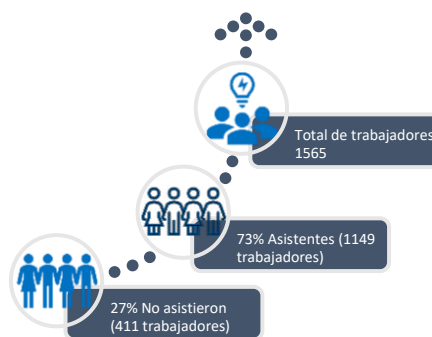 Total de trabajadores
1565
73% Asistentes (1149
trabajadores)
27% No asistieron
(411 trabajadores)